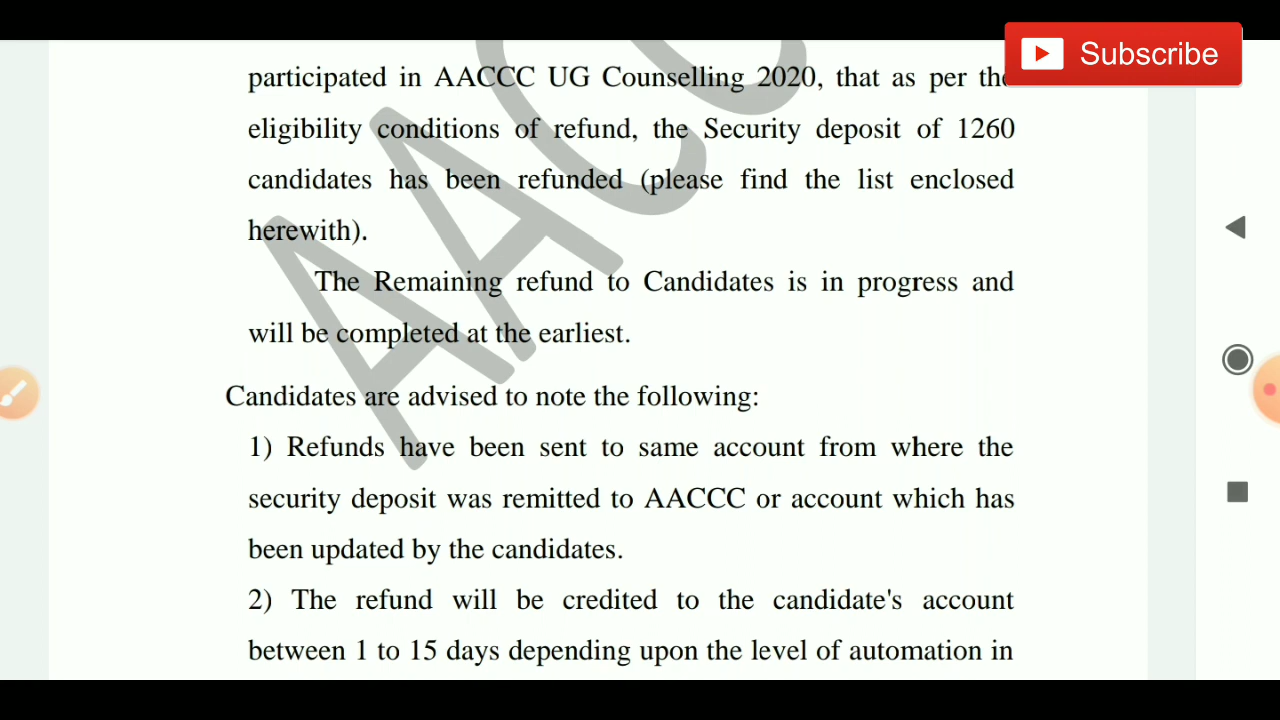 Subscribe
participated in AACCC UG Counselling 2020, that as per the
eligibility conditions of refund, the Security deposit of 1260
candidates has been refunded (please find the list enclosed
herewith).
The Remaining refund to Candidates is in progress and
will be completed at the earliest.
Candidates are advised to note the following:
1) Refunds have been sent to same account from where the
security deposit was remitted to AACCC or account which has
been updated by the candidates.
2) The refund will be credited to the candidate's account
between 1 to 15 days depending upon the level of automation in
AACC